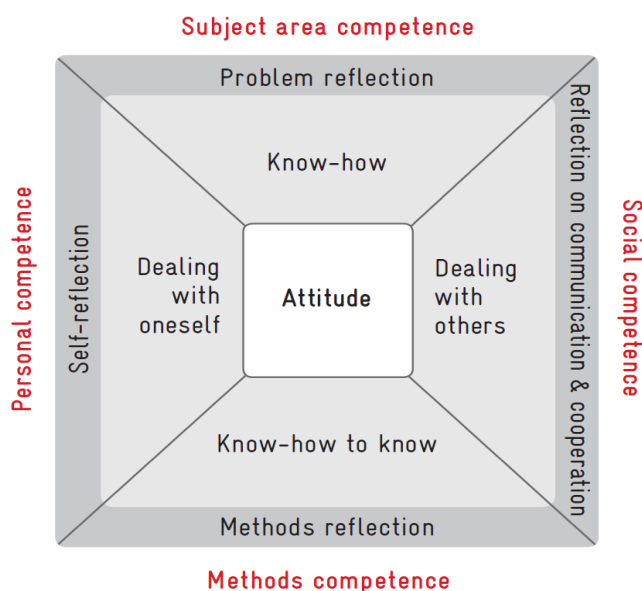 Subject area competence
Problem reflection
Know-how
Personal competence
Self-reflection
Dealing
with
oneself
Attitude
Dealing
with
others
Reflection on communication & cooperation
Social competence
Know-how to know
Methods reflection
Methods competence